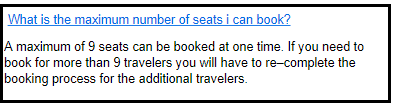 What is the maximum number of seats i can book?
A maximum of 9 seats can be booked at one time. If you need to
book for more than 9 travelers you will have to re–complete the
booking process for the additional travelers.